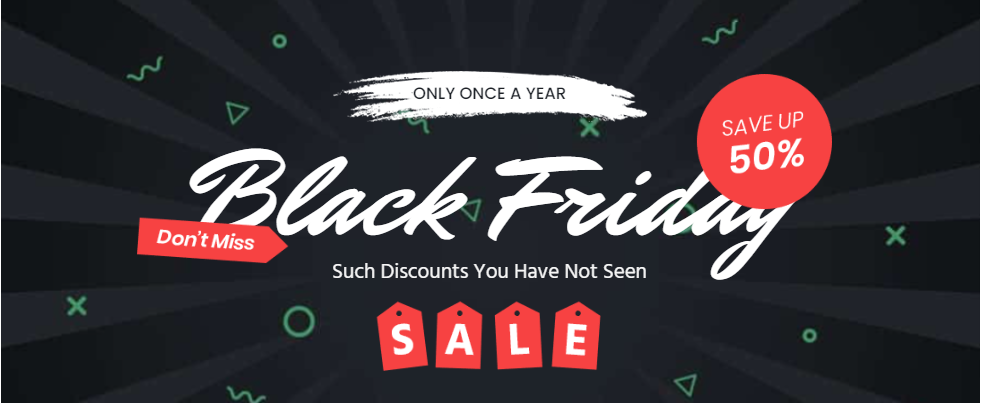 ONLY ONCE A YEAR
SAVE UP
50%
Black Friday
Don't Miss
Such Discounts You Have Not Seen
SALE